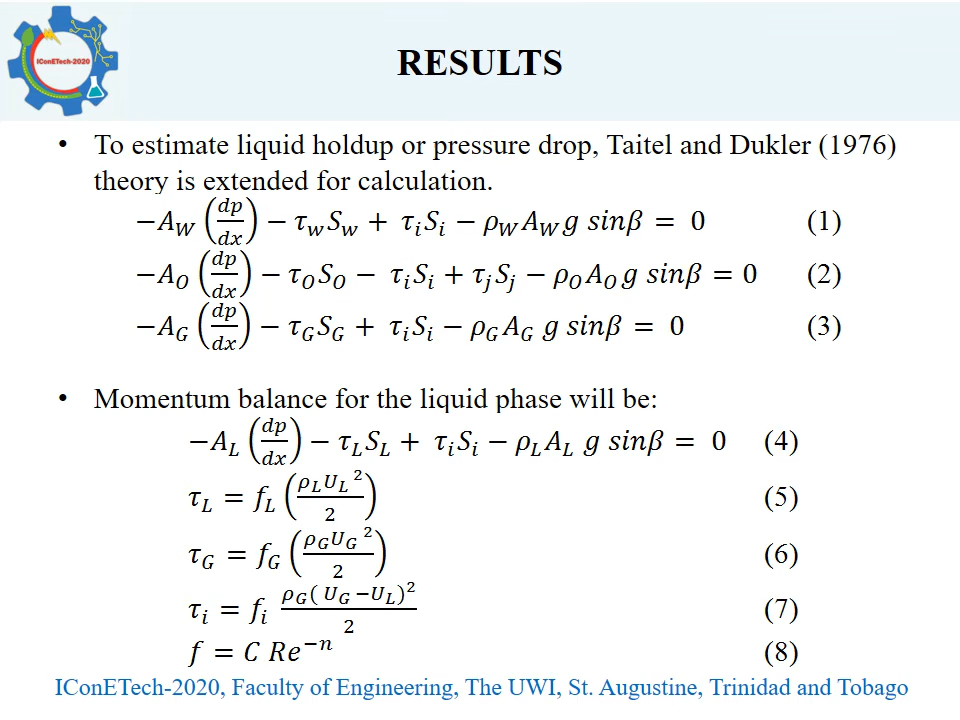 IConETech-2020
RESULTS
• To estimate liquid holdup or pressure drop, Taitel and Dukler (1976)
theory is extended for calculation.
−A_W (dp/dx) − τ_w S_w + τ_i S_i − ρ_W A_W g sinβ = 0 (1)
−A_O (dp/dx) − τ_O S_O − τ_i S_i + τ_j S_j − ρ_O A_O g sinβ = 0 (2)
−A_G (dp/dx) − τ_G S_G + τ_i S_i − ρ_G A_G g sinβ = 0 (3)
• Momentum balance for the liquid phase will be:
−A_L (dp/dx) − τ_L S_L + τ_i S_i − ρ_L A_L g sinβ = 0 (4)
τ_L = f_L (ρ_L U_L²/2) (5)
τ_G = f_G (ρ_G U_G²/2) (6)
τ_i = f_i ρ_G( U_G −U_L)²/2 (7)
f = C Re^−n (8)
IConETech-2020, Faculty of Engineering, The UWI, St. Augustine, Trinidad and Tobago